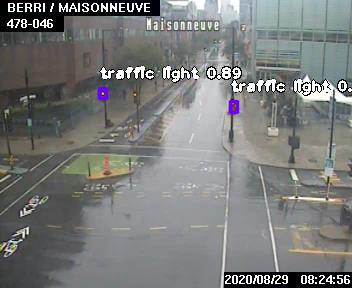 BERRI / MAISONNEUVE
478-046
Maisonneuve
traffic light 0.89
traffic light 0.
2020/08/29 08:24:56